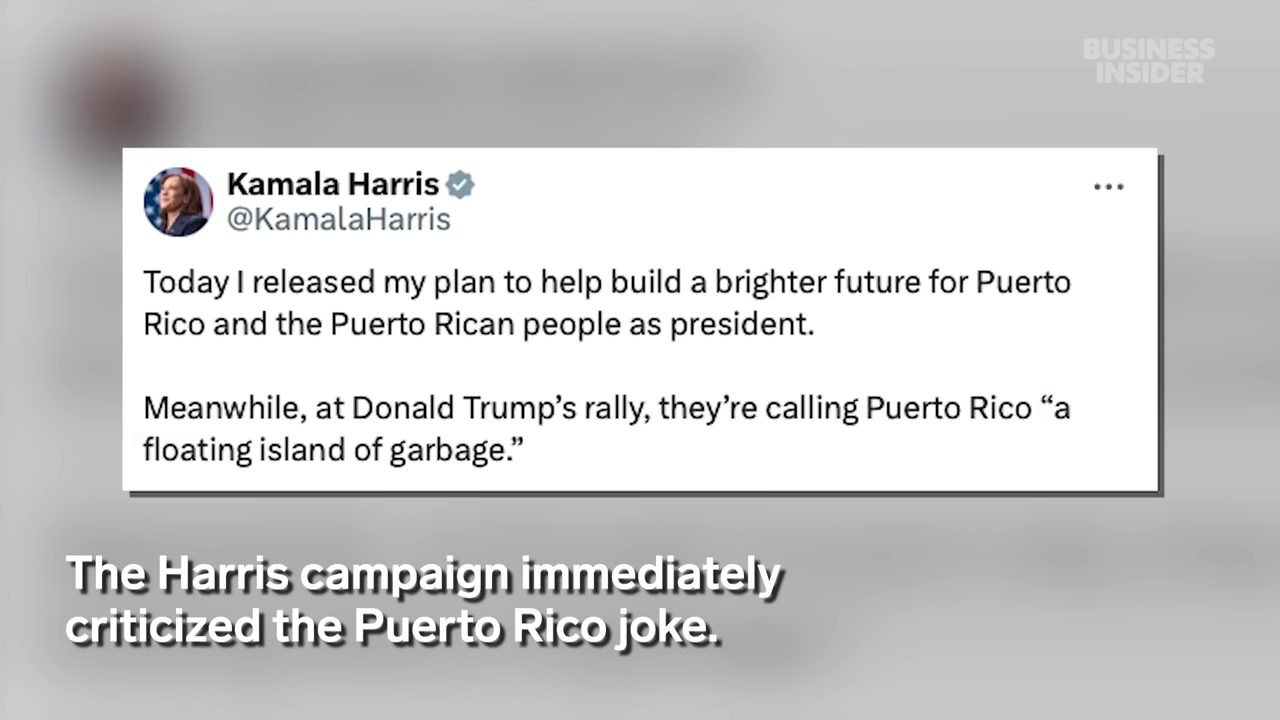 BUSINESS
INSIDER
Kamala Harris
@KamalaHarris
Today I released my plan to help build a brighter future for Puerto
Rico and the Puerto Rican people as president.
Meanwhile, at Donald Trump’s rally, they’re calling Puerto Rico “a
floating island of garbage.”
The Harris campaign immediately
criticized the Puerto Rico joke.